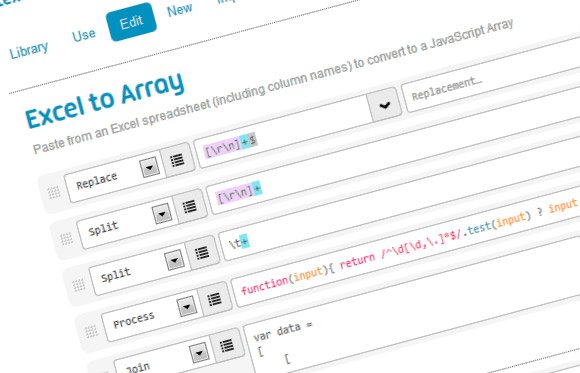 Library Use Edit New
Excel to Array
Paste from an Excel spreadsheet (including column names) to convert to a JavaScript Array
Replace [\r\n]+$ Replacement...
Split [\r\n]+
Split \t+
Process function(input){ return /^\d[\d,\.]*$/.test(input) ? input
Join var data =
[
[